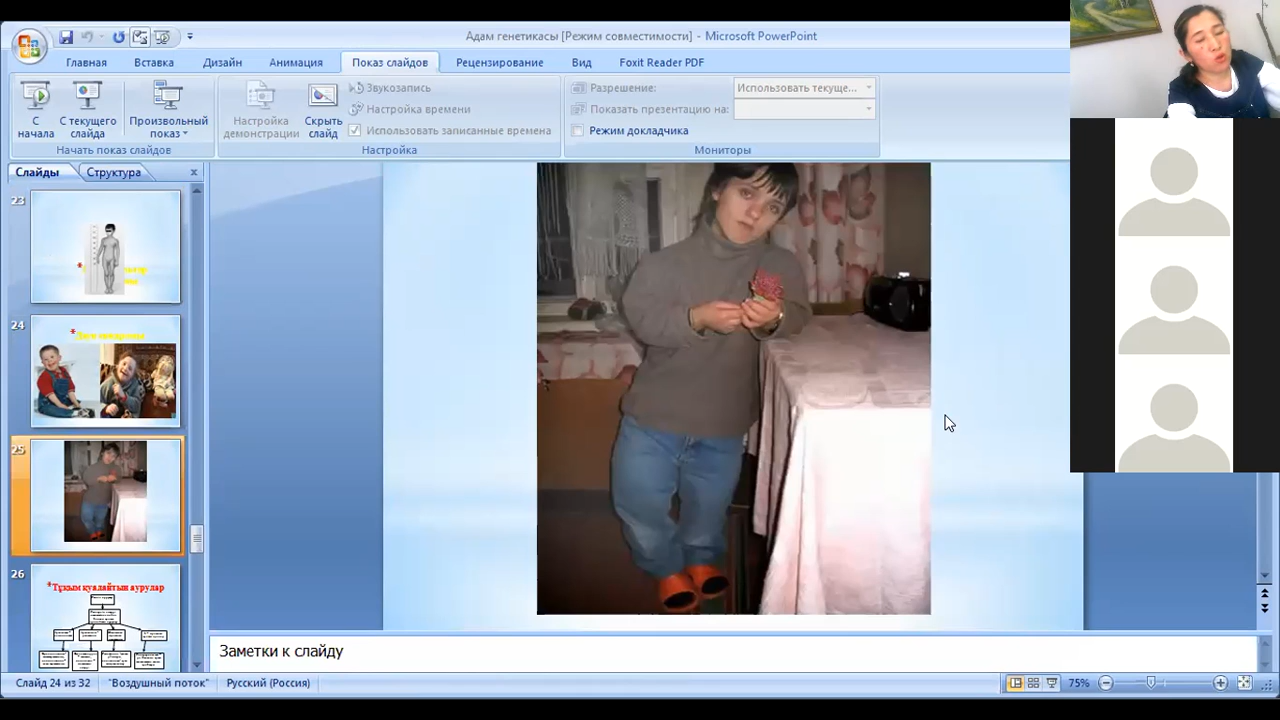 Адам генетикасы [Режим совместимости] - Microsoft PowerPoint
Главная Вставка Дизайн Анимация Показ слайдов Рецензирование Вид Foxit Reader PDF
С начала
С текущего слайда
Произвольный показ
Начать показ слайдов
Настройка демонстрации
Скрыть слайд
Звукозапись
Настройка времени
Использовать записанные времена
Настройка
Разрешение: Использовать текуще...
Показать презентацию на:
Режим докладчика
Мониторы
Слайды Структура
23
24
25
26
*Тұқым қуалайтын аурулар
Заметки к слайду
Слайд 24 из 32 "Воздушный поток" Русский (Россия) 75%